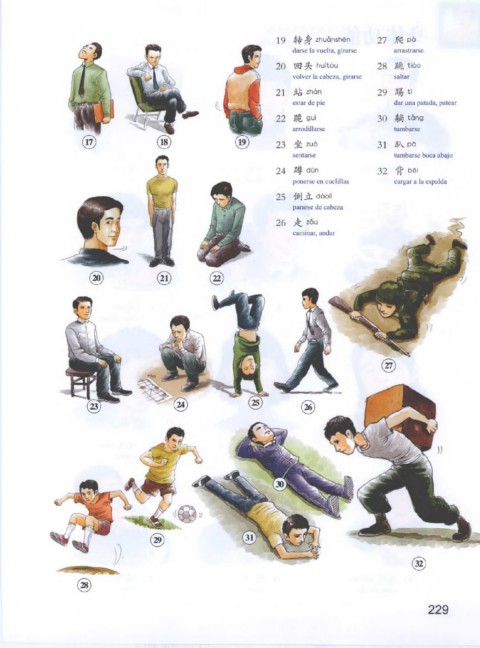 19 转身 zhuǎnshēn
darse la vuelta, girarse
20 回头 huítóu
volver la cabeza, girarse
21 站 zhàn
estar de pie
22 跪 guì
arrodillarse
23 坐 zuò
sentarse
24 蹲 dūn
ponerse en cuclillas
25 倒立 dàolì
pararse de cabeza
26 走 zǒu
caminar, andar
27 爬 pá
arrastrarse
28 跳 tiào
saltar
29 踢 tī
dar una patada, patear
30 躺 tǎng
tumbarse
31 趴 pā
tumbarse boca abajo
32 背 bēi
cargar a la espalda
17
18
19
20
21
22
23
24
25
26
27
28
29
30
31
32
229